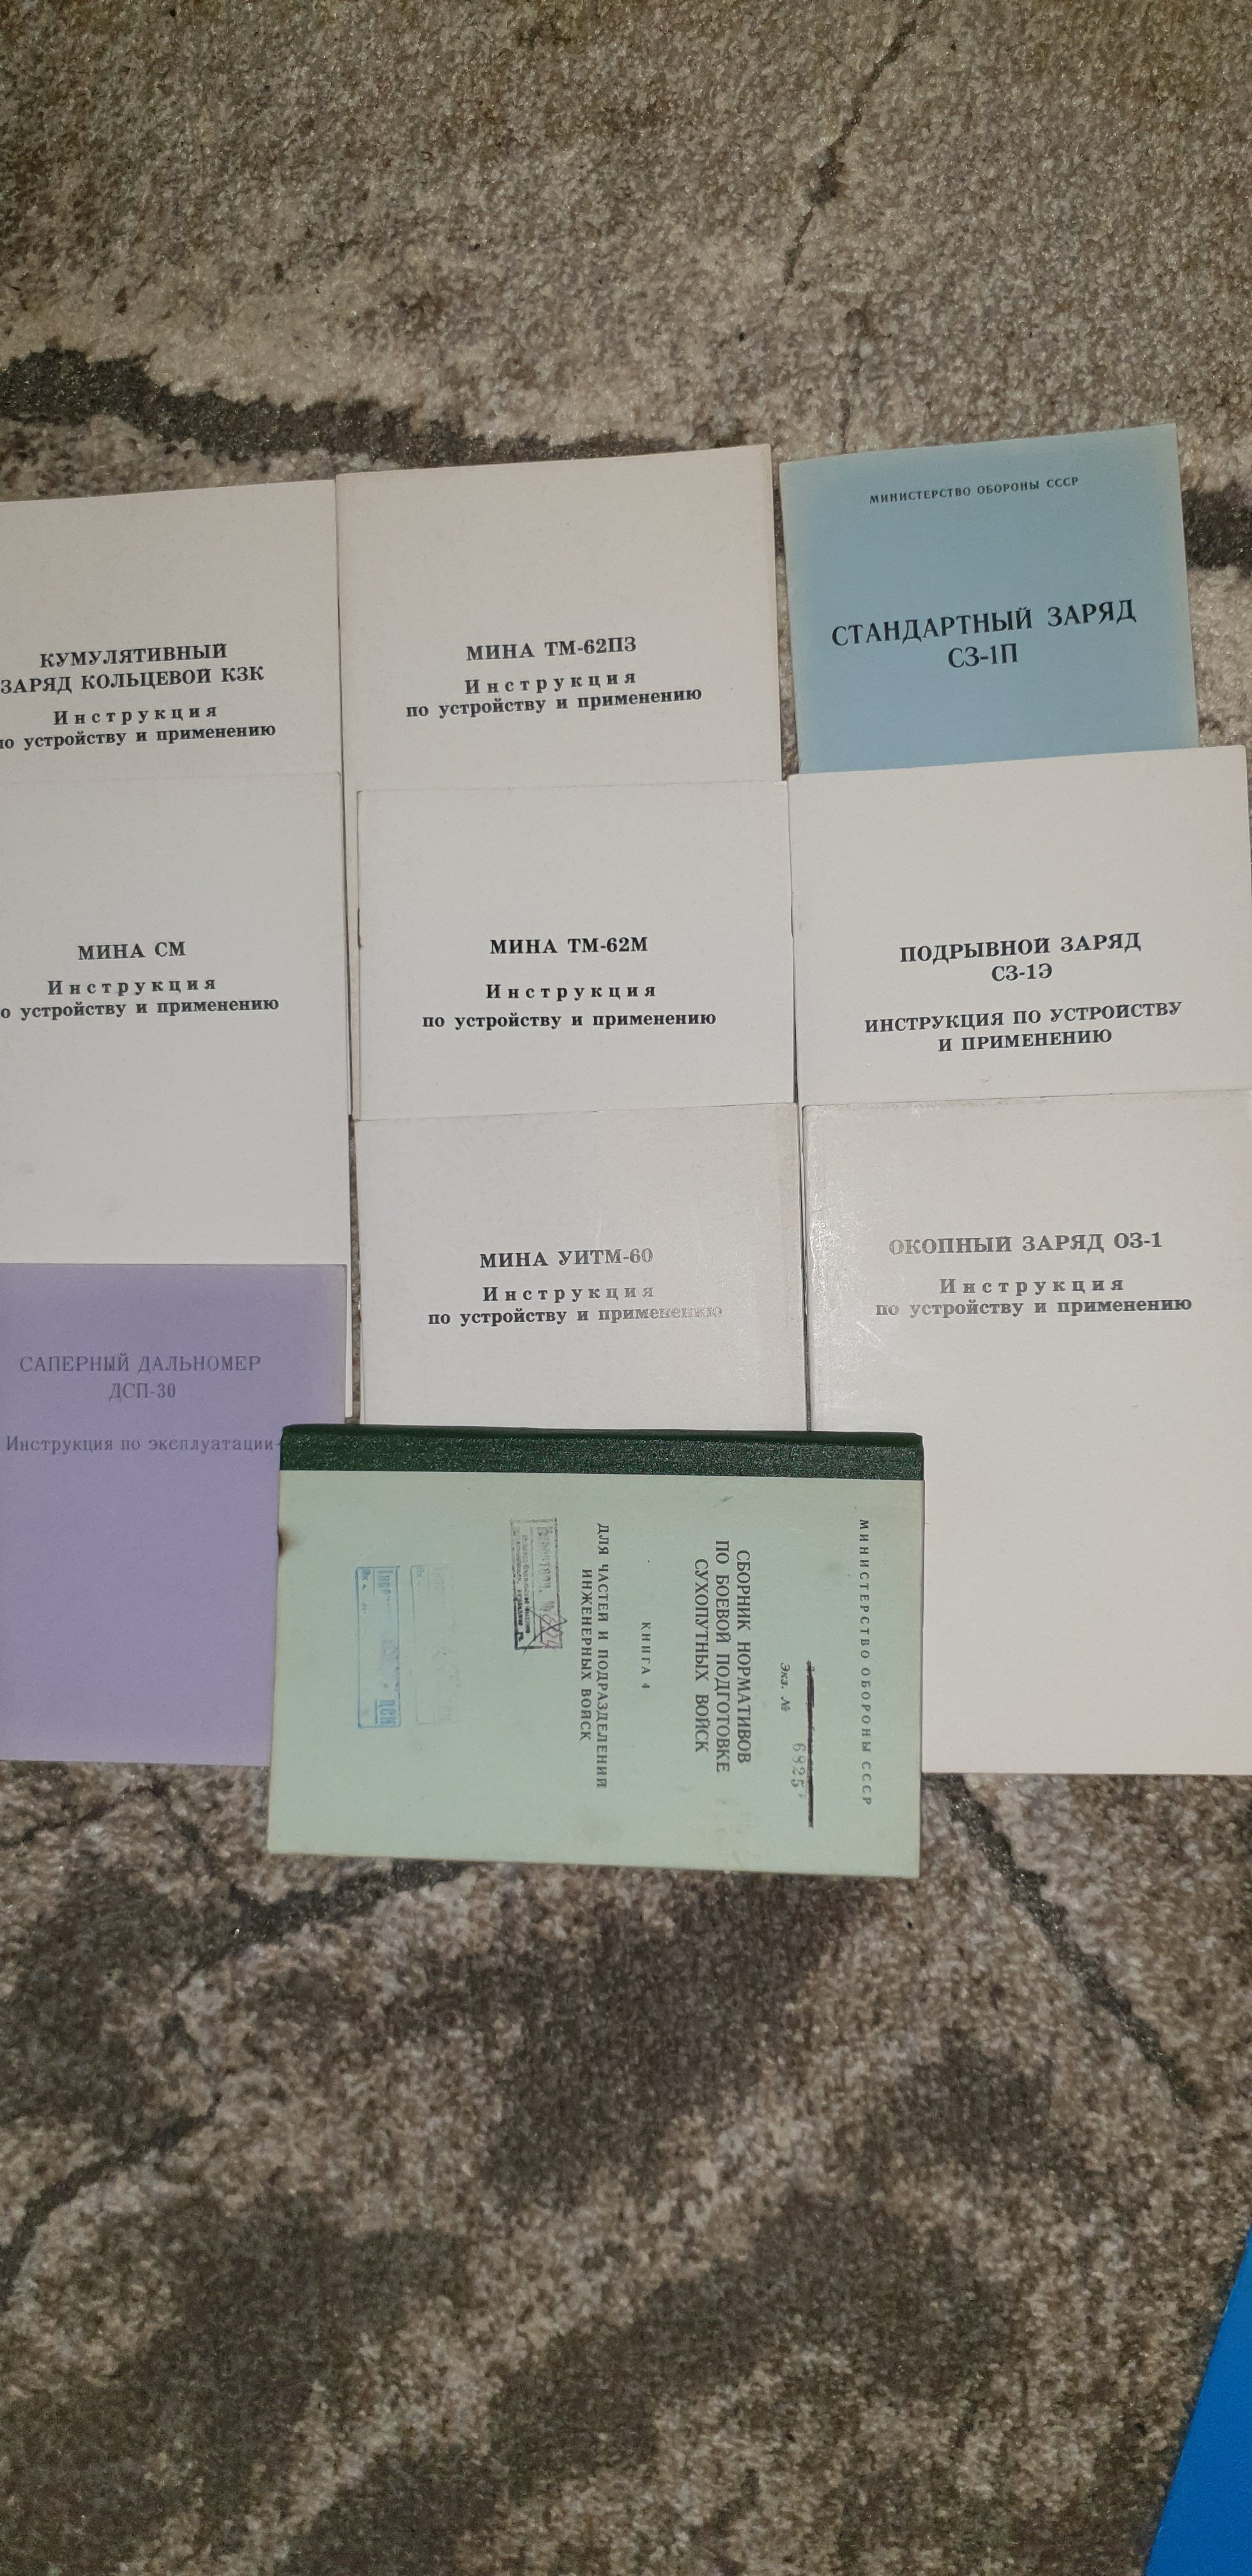 КУМУЛЯТИВНЫЙ
ЗАРЯД КОЛЬЦЕВОЙ КЗК
Инструкция
по устройству и применению
МИНА ТМ-62ПЗ
Инструкция
по устройству и применению
МИНИСТЕРСТВО ОБОРОНЫ СССР
СТАНДАРТНЫЙ ЗАРЯД
СЗ-1П
МИНА СМ
Инструкция
о устройству и применению
МИНА ТМ-62М
Инструкция
по устройству и применению
ПОДРЫВНОЙ ЗАРЯД
СЗ-1Э
ИНСТРУКЦИЯ ПО УСТРОЙСТВУ
И ПРИМЕНЕНИЮ
МИНА УИТМ-60
Инструкция
по устройству и применению
ОКОПНЫЙ ЗАРЯД ОЗ-1
Инструкция
по устройству и применению
САПЕРНЫЙ ДАЛЬНОМЕР
ДСП-30
Инструкция по эксплуатации
МИНИСТЕРСТВО ОБОРОНЫ СССР
Экз. № 6825
СБОРНИК НОРМАТИВОВ
ПО БОЕВОЙ ПОДГОТОВКЕ
СУХОПУТНЫХ ВОЙСК
КНИГА 4
ДЛЯ ЧАСТЕЙ И ПОДРАЗДЕЛЕНИЙ
ИНЖЕНЕРНЫХ ВОЙСК